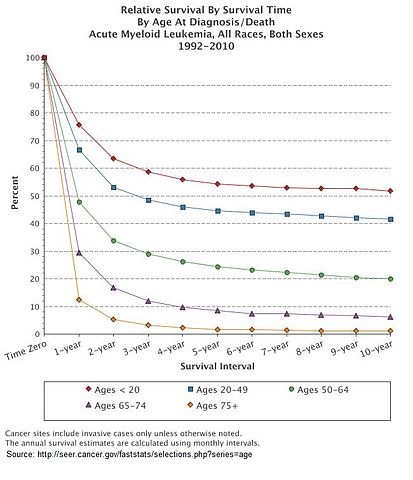 Relative Survival By Survival Time
By Age At Diagnosis/Death
Acute Myeloid Leukemia, All Races, Both Sexes
1992-2010
100
90
80
70
60
50
40
30
20
10
0
Percent
Time Zero
1-year
2-year
3-year
4-year
5-year
6-year
7-year
8-year
9-year
10-year
Survival Interval
Ages < 20
Ages 20-49
Ages 50-64
Ages 65-74
Ages 75+
Cancer sites include invasive cases only unless otherwise noted.
The annual survival estimates are calculated using monthly intervals.
Source: http://seer.cancer.gov/faststats/selections.php?series=age